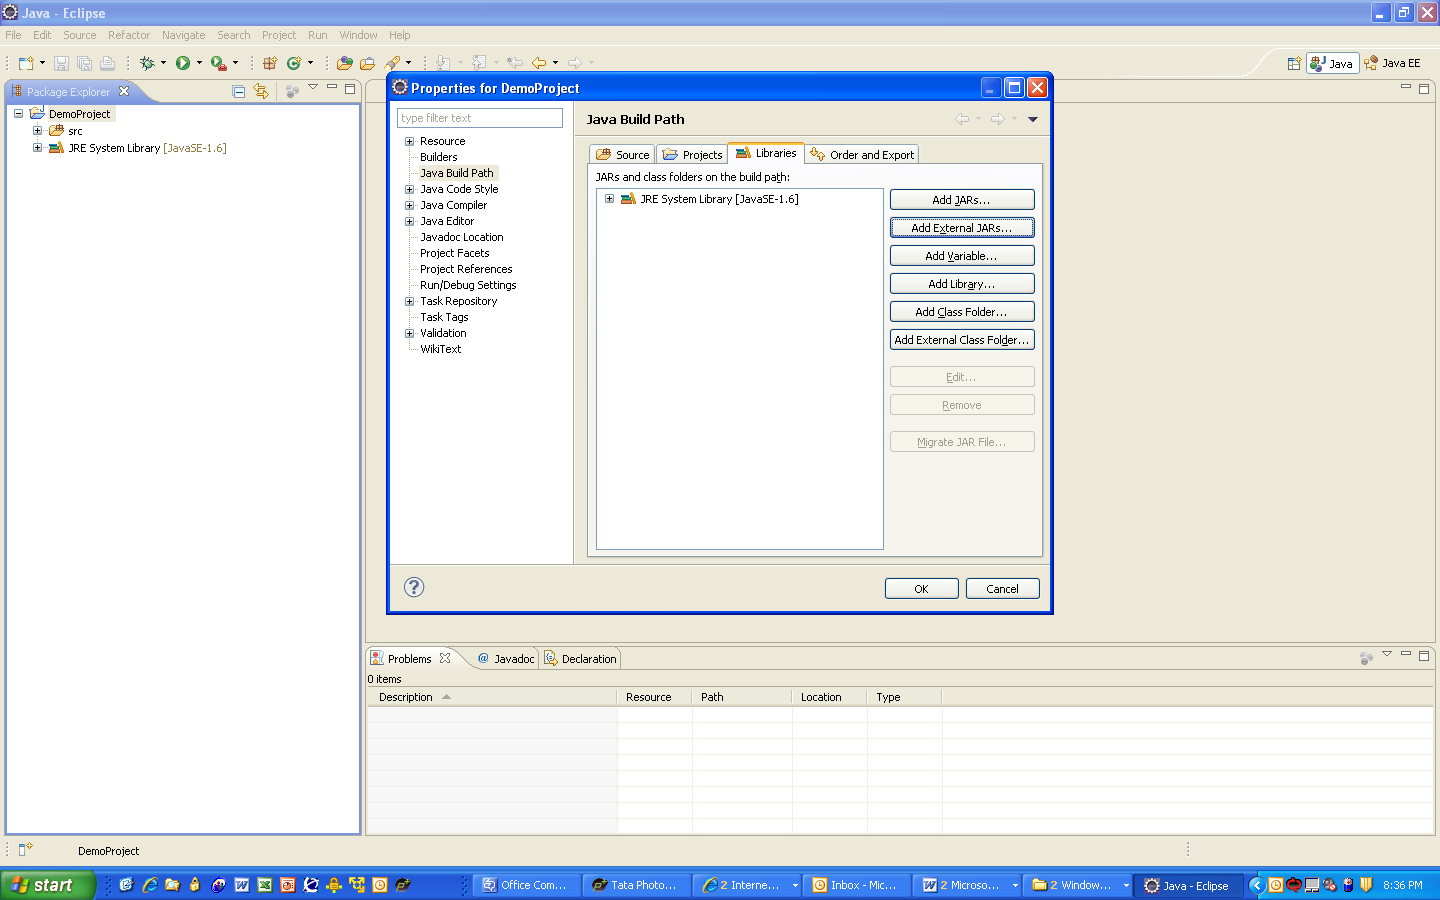 Java - Eclipse
File Edit Source Refactor Navigate Search Project Run Window Help
Java Java EE
Package Explorer
DemoProject
src
JRE System Library [JavaSE-1.6]
Properties for DemoProject
type filter text
Resource
Builders
Java Build Path
Java Code Style
Java Compiler
Java Editor
Javadoc Location
Project Facets
Project References
Run/Debug Settings
Task Repository
Task Tags
Validation
WikiText
Java Build Path
Source Projects Libraries Order and Export
JARs and class folders on the build path:
JRE System Library [JavaSE-1.6]
Add JARs...
Add External JARs...
Add Variable...
Add Library...
Add Class Folder...
Add External Class Folder...
Edit...
Remove
Migrate JAR File...
OK Cancel
Problems Javadoc Declaration
0 items
Description Resource Path Location Type
DemoProject
start Office Com... Tata Photo... 2 Interne... Inbox - Mic... 2 Microso... 2 Window... Java - Eclipse 8:36 PM